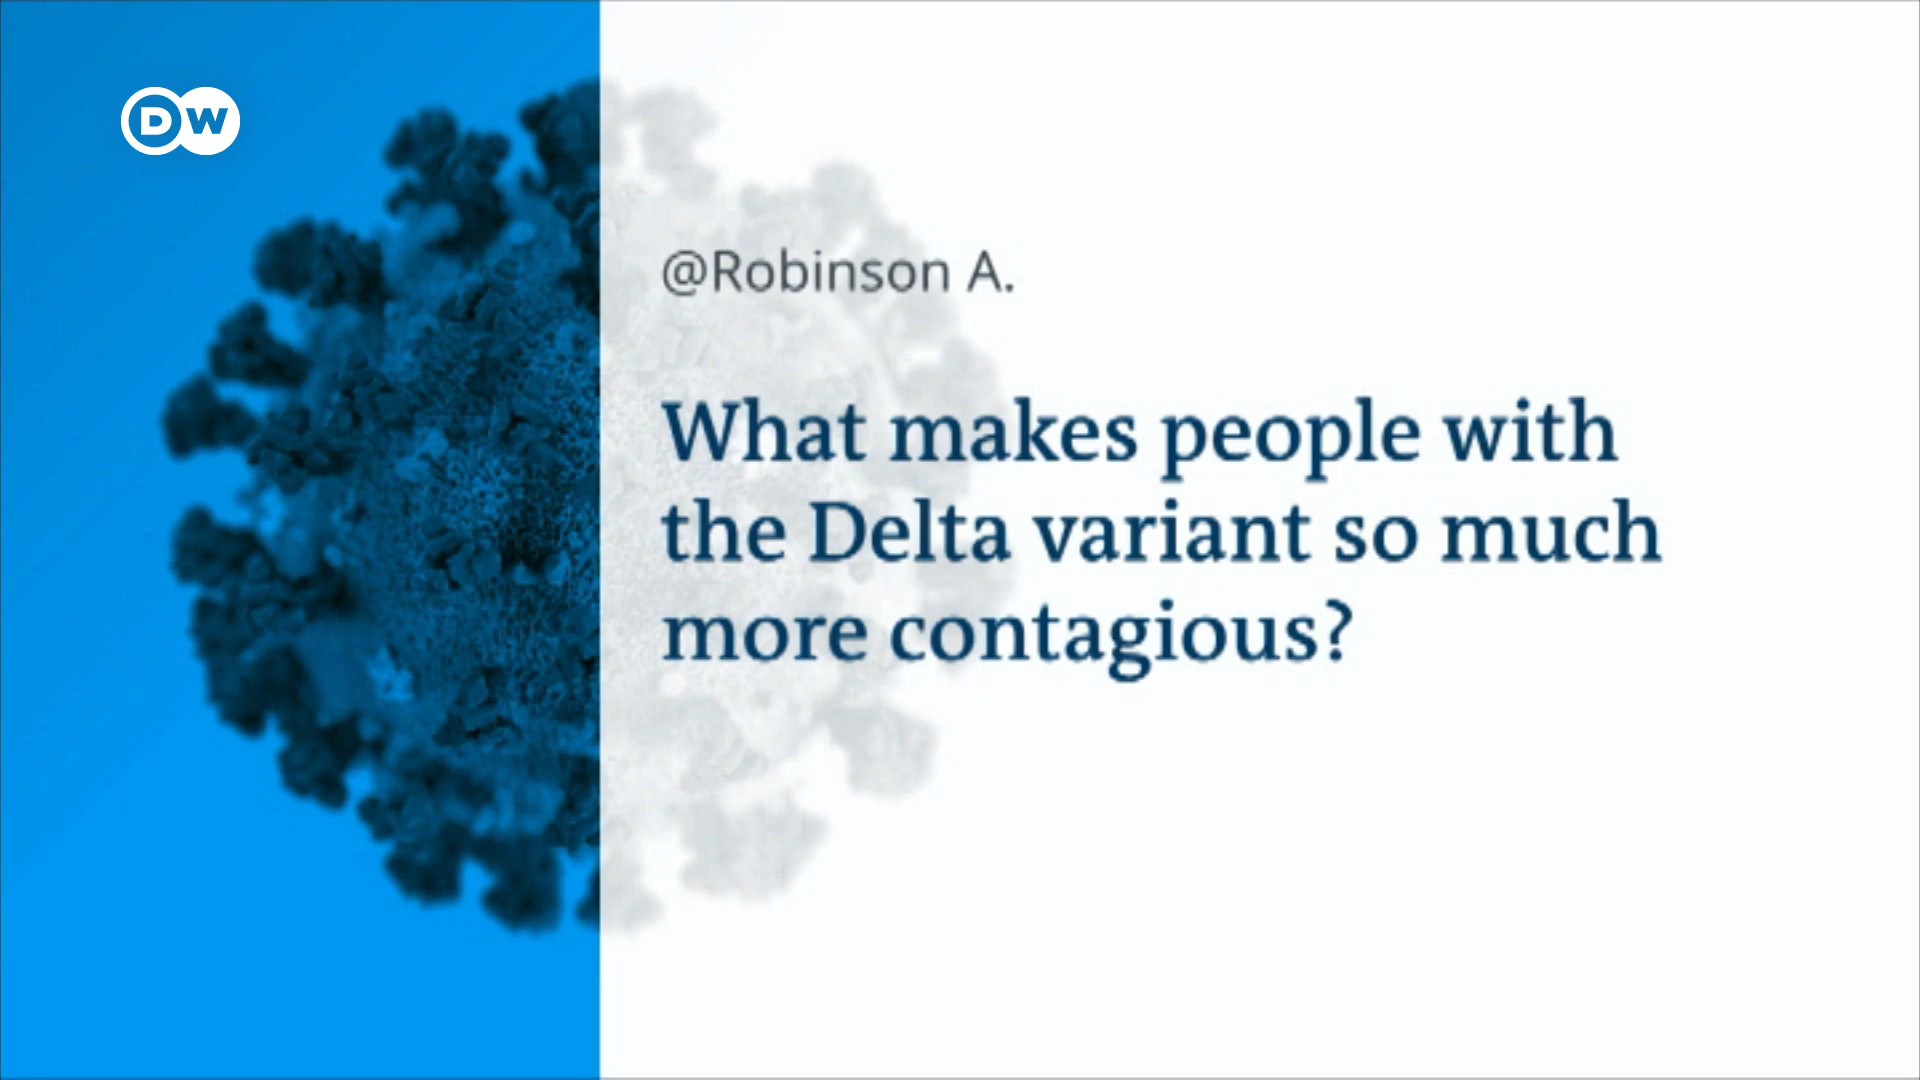 DW
@Robinson A.
What makes people with
the Delta variant so much
more contagious?